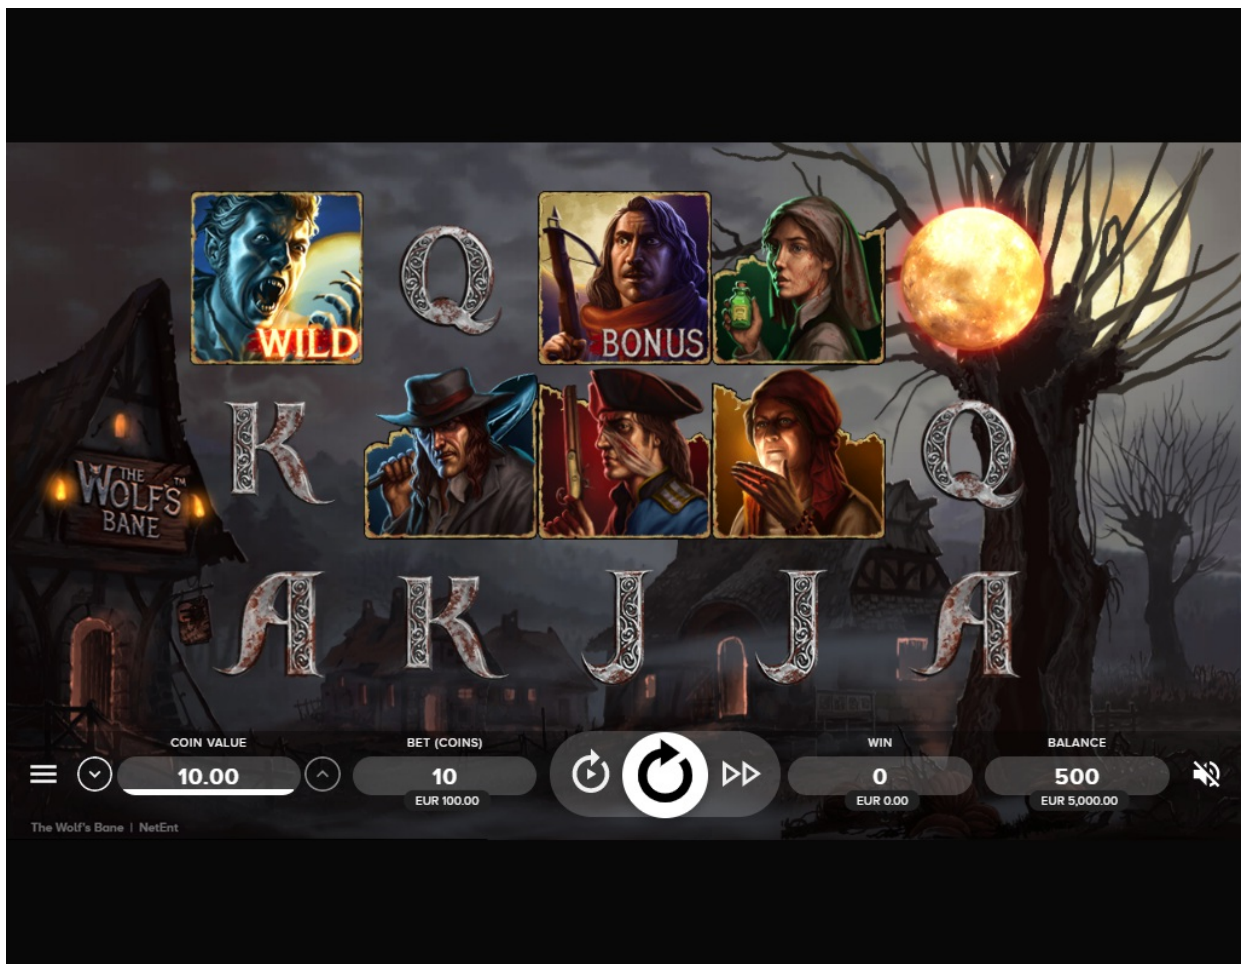 WILD
Q
BONUS
K
Q
THE
WOLF'S™
BANE
A
K
J
J
A
COIN VALUE
BET (COINS)
WIN
BALANCE
10.00
10
0
500
EUR 100.00
EUR 0.00
EUR 5,000.00
The Wolf's Bane | NetEnt